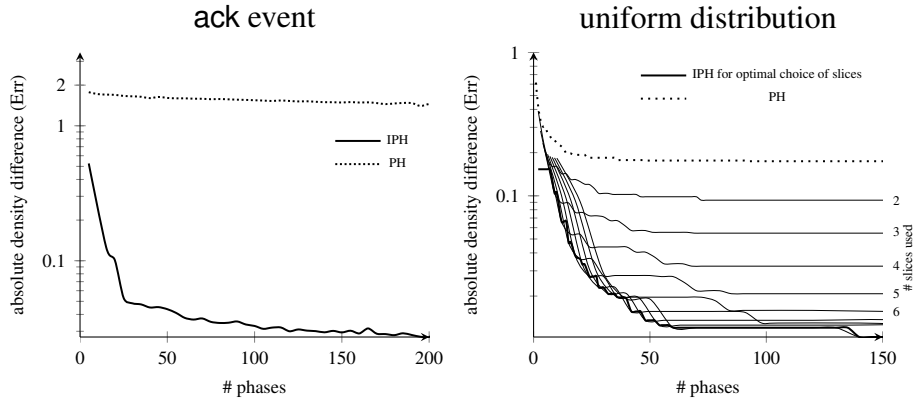 ack event
absolute density difference (Err)
2
1
0.1
IPH
PH
0
50
100
150
200
# phases
uniform distribution
absolute density difference (Err)
1
0.1
IPH for optimal choice of slices
PH
2
3
4
5
6
# slices used
0
50
100
150
# phases